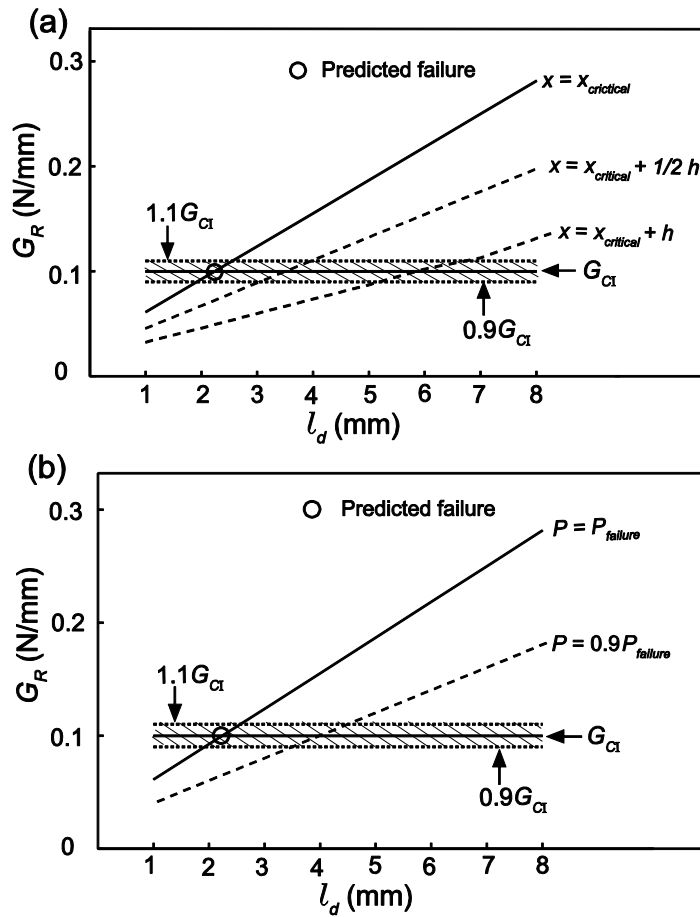 (a)
Predicted failure
0.3
x = x_crictical
0.2
x = x_critical + 1/2 h
1.1G_CI
x = x_critical + h
0.1
G_CI
0.9G_CI
0
1 2 3 4 5 6 7 8
l_d (mm)
G_R (N/mm)
(b)
Predicted failure
0.3
P = P_failure
0.2
1.1G_CI
P = 0.9P_failure
0.1
G_CI
0.9G_CI
0
1 2 3 4 5 6 7 8
l_d (mm)
G_R (N/mm)